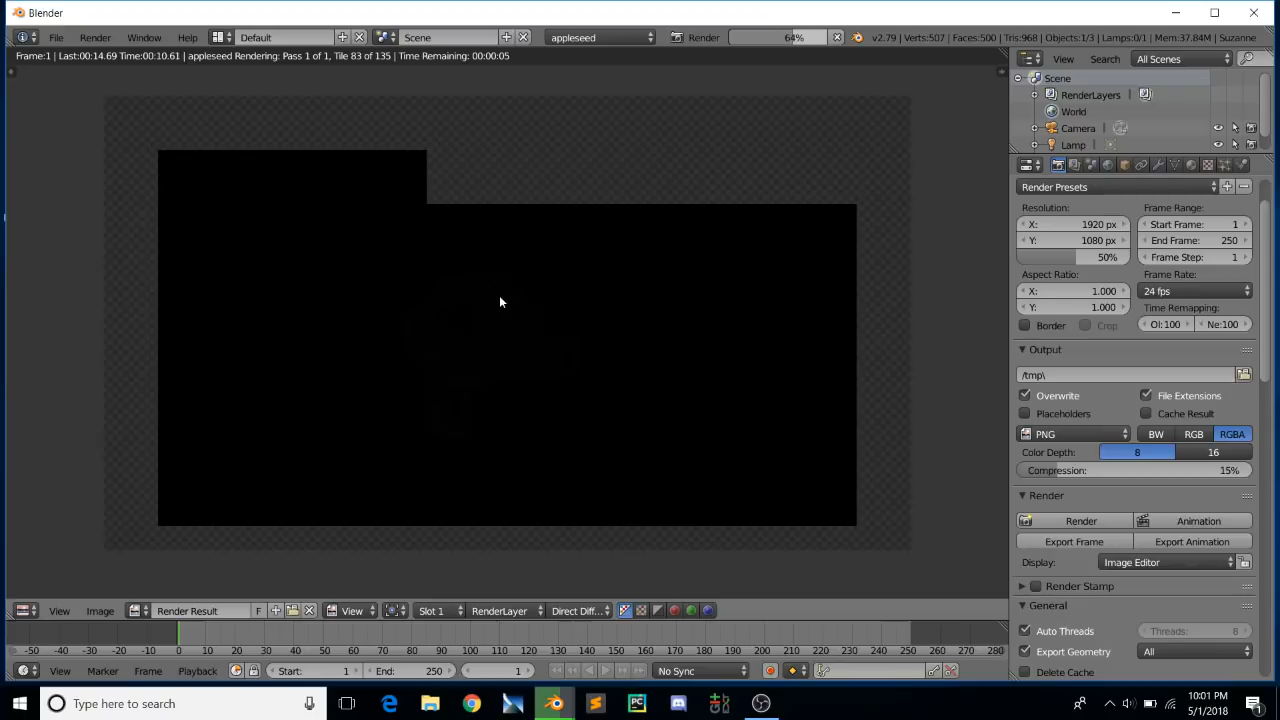 Blender
File Render Window Help Default Scene appleseed Render 64% v2.79 | Verts:507 | Faces:500 | Tris:968 | Objects:1/3 | Lamps:0/1 | Mem:37.84M | Suzanne
Frame:1 | Last:00:14.69 Time:00:10.61 | appleseed Rendering: Pass 1 of 1, Tile 83 of 135 | Time Remaining: 00:00:05
View Search All Scenes
Scene
RenderLayers
World
Camera
Lamp
Render Presets
Resolution: Frame Range:
X: 1920 px Start Frame: 1
Y: 1080 px End Frame: 250
50% Frame Step: 1
Aspect Ratio: Frame Rate:
X: 1.000 24 fps
Y: 1.000 Time Remapping:
Border Crop Ol:100 Ne:100
Output
/tmp\
Overwrite File Extensions
Placeholders Cache Result
PNG BW RGB RGBA
Color Depth: 8 16
Compression: 15%
Render
Render Animation
Export Frame Export Animation
Display: Image Editor
Render Stamp
General
Auto Threads Threads: 8
Export Geometry All
Delete Cache
View Image Render Result F View Slot 1 RenderLayer Direct Diff...
-50 -40 -30 -20 -10 0 10 20 30 40 50 60 70 80 90 100 110 120 130 140 150 160 170 180 190 200 210 220 230 240 250 260 270 280
View Marker Frame Playback Start: 1 End: 250 1 No Sync
Type here to search
10:01 PM
5/1/2018
1